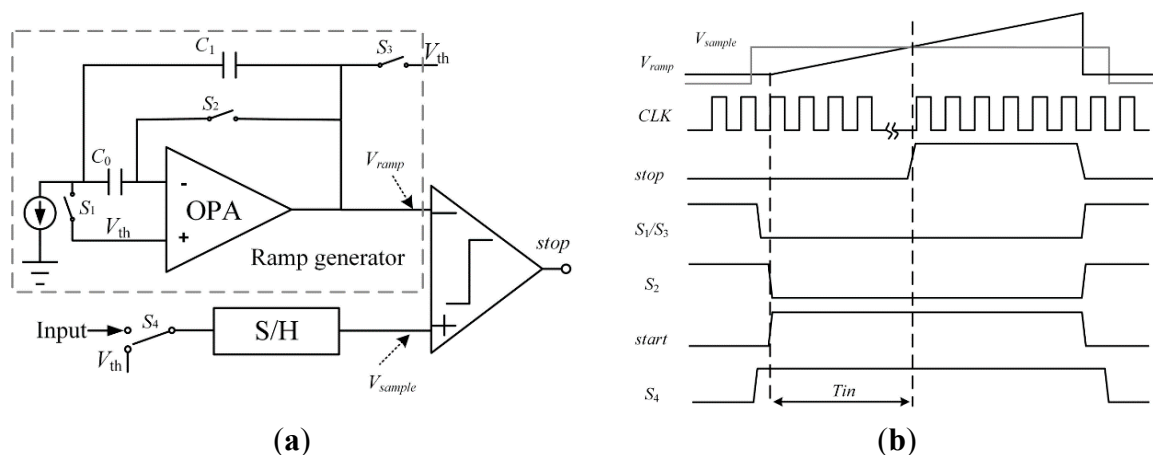 C1
S3
Vth
S2
C0
Vramp
S1
-
OPA
Vth
+
stop
Ramp generator
Input
S4
S/H
Vth
Vsample
(a)
Vsample
Vramp
CLK
stop
S1/S3
S2
start
S4
Tin
(b)